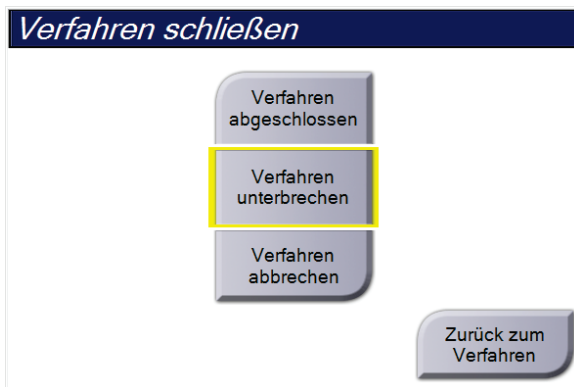 Verfahren schließen
Verfahren
abgeschlossen
Verfahren
unterbrechen
Verfahren
abbrechen
Zurück zum
Verfahren